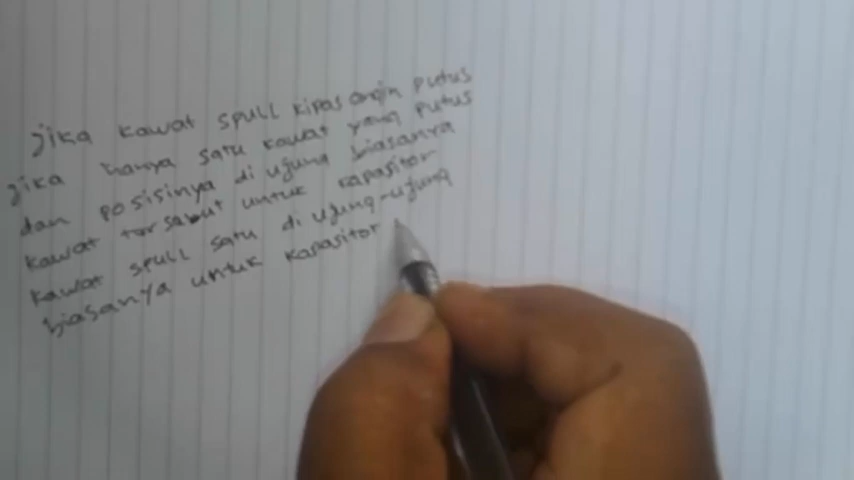 jika kawat spull kipas angin putus
jika hanya satu kawat yang putus
dan posisinya di ujung biasanya
kawat tersebut untuk kapasitor
kawat spull satu di ujung-ujung
biasanya untuk kapasitor